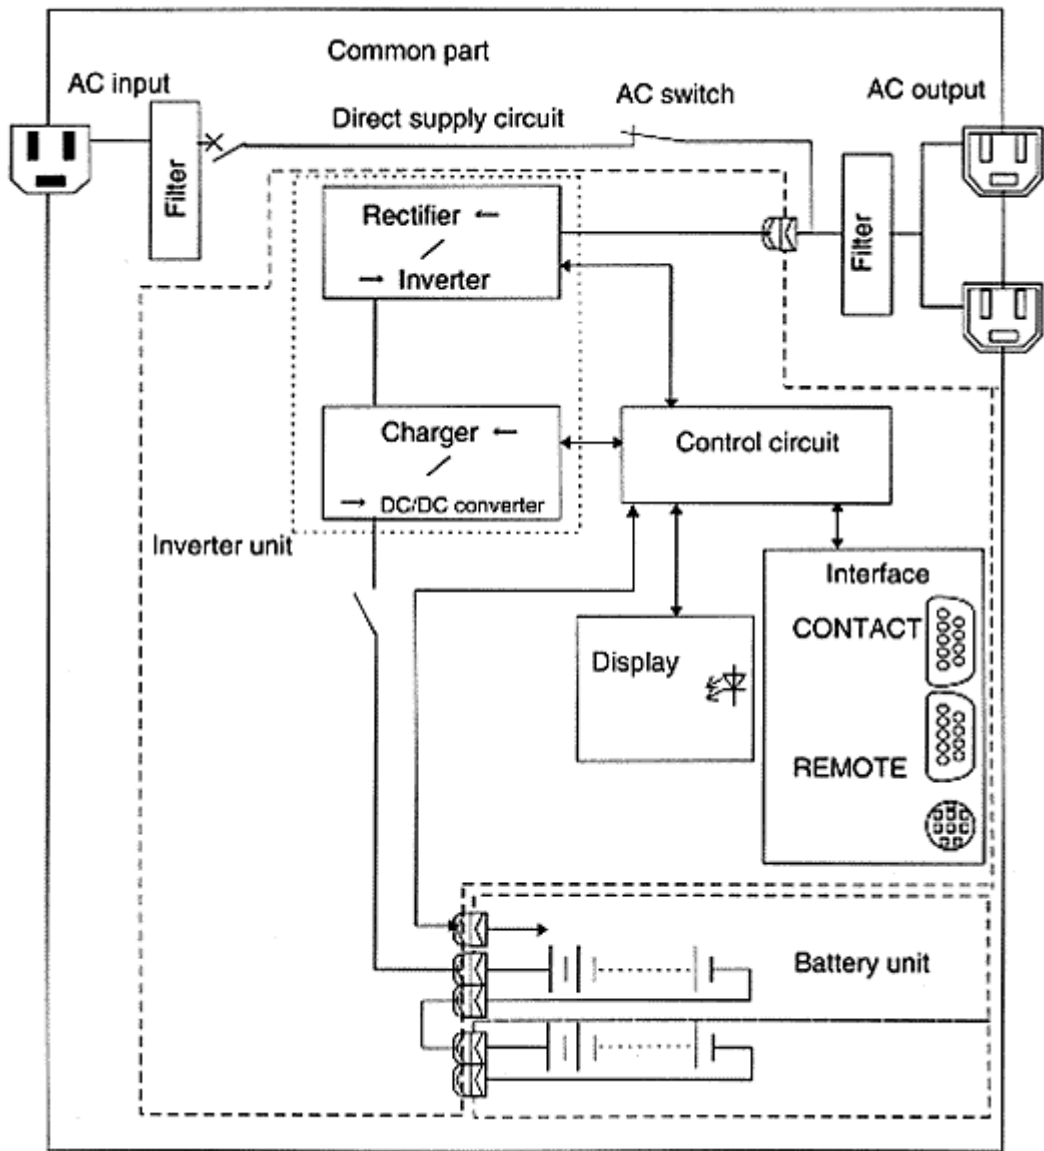 Common part
AC input
AC switch
AC output
Direct supply circuit
Filter
Rectifier ←
→ Inverter
Filter
Charger ←
→ DC/DC converter
Control circuit
Inverter unit
Interface
CONTACT
Display
REMOTE
Battery unit